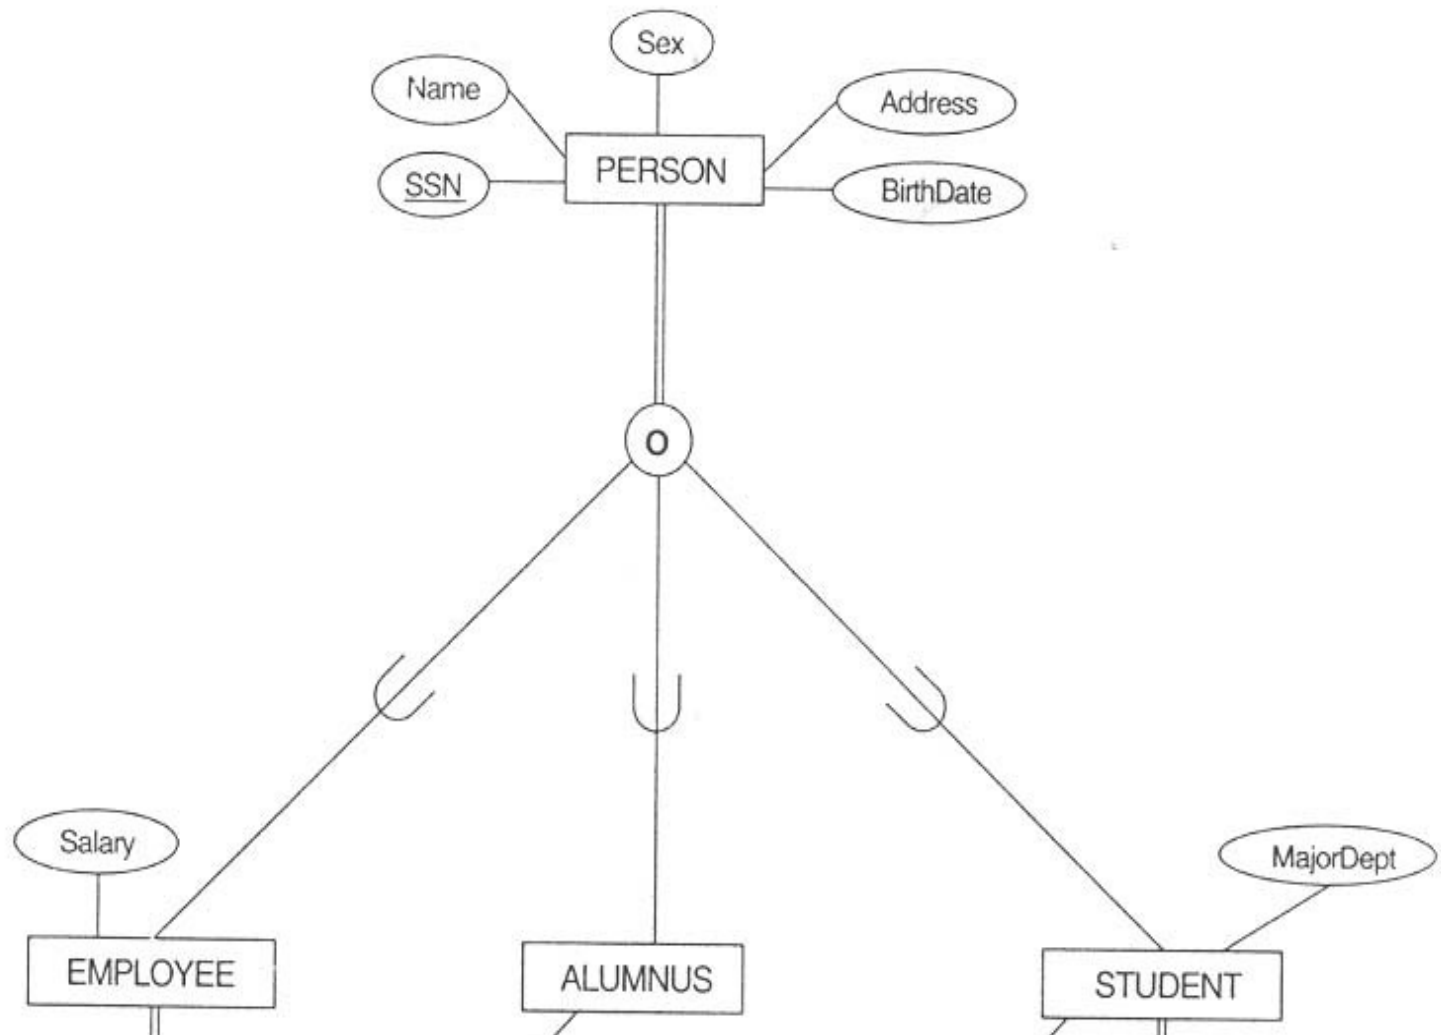 Sex
Name
Address
PERSON
SSN
BirthDate
O
Salary
MajorDept
EMPLOYEE
ALUMNUS
STUDENT